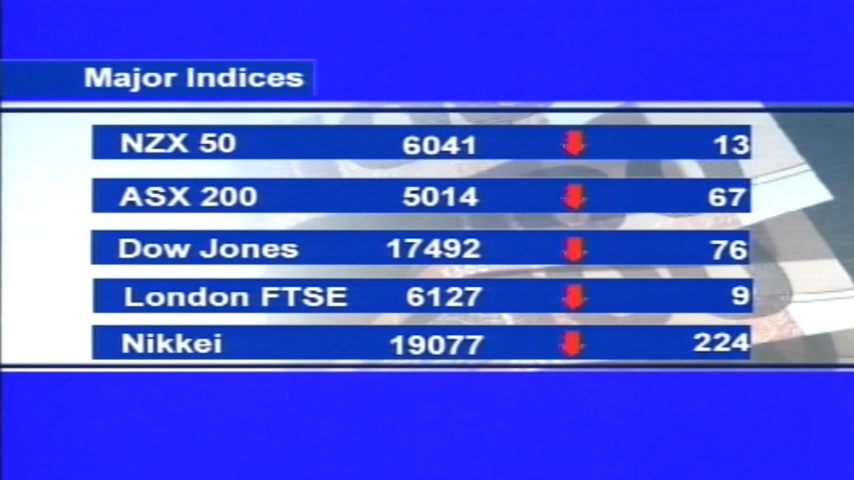 Major Indices
NZX 50 6041 13
ASX 200 5014 67
Dow Jones 17492 76
London FTSE 6127 9
Nikkei 19077 224